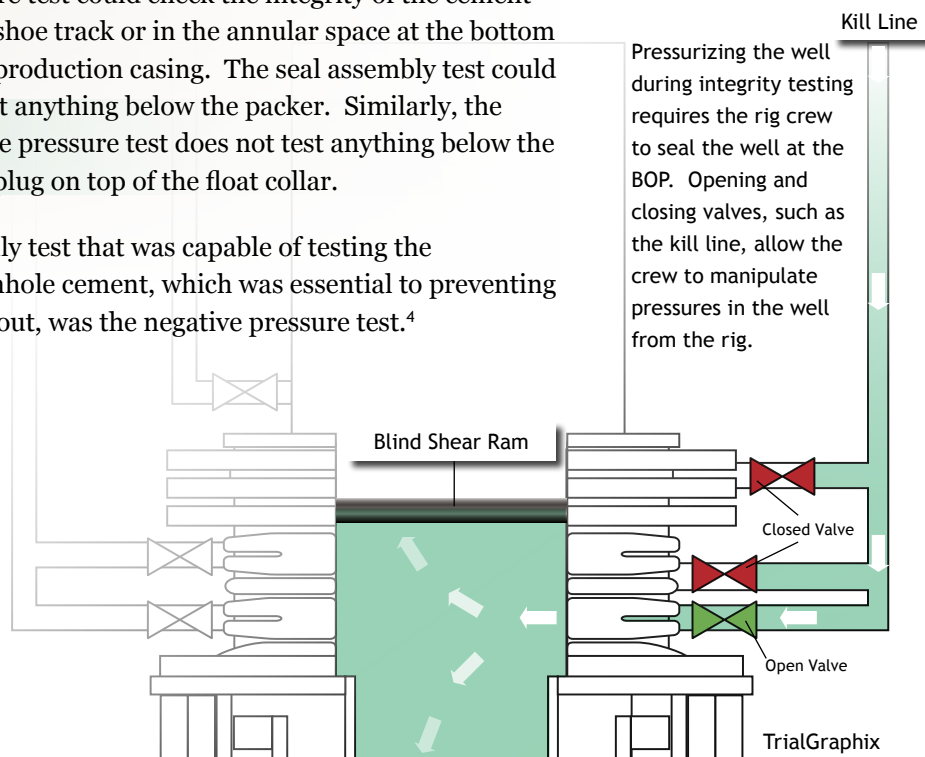 re test could check the integrity of the cement
shoe track or in the annular space at the bottom
production casing. The seal assembly test could
t anything below the packer. Similarly, the
e pressure test does not test anything below the
plug on top of the float collar.
ly test that was capable of testing the
nhole cement, which was essential to preventing
out, was the negative pressure test.⁴
Kill Line
Pressurizing the well
during integrity testing
requires the rig crew
to seal the well at the
BOP. Opening and
closing valves, such as
the kill line, allow the
crew to manipulate
pressures in the well
from the rig.
Blind Shear Ram
Closed Valve
Open Valve
TrialGraphix